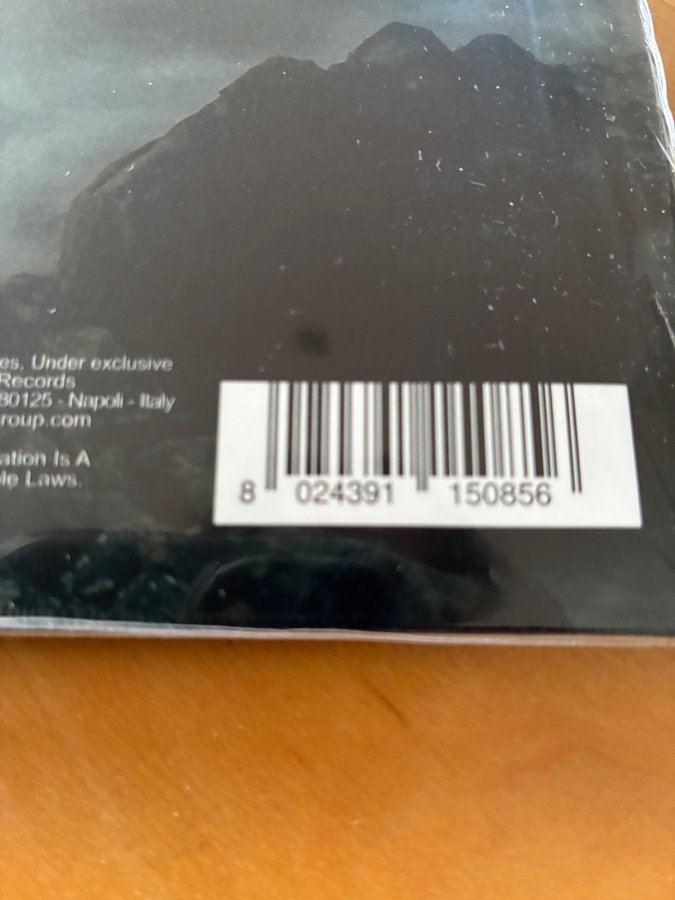 es. Under exclusive
Records
80125 - Napoli - Italy
roup.com
ation Is A
le Laws.
8 024391 150856